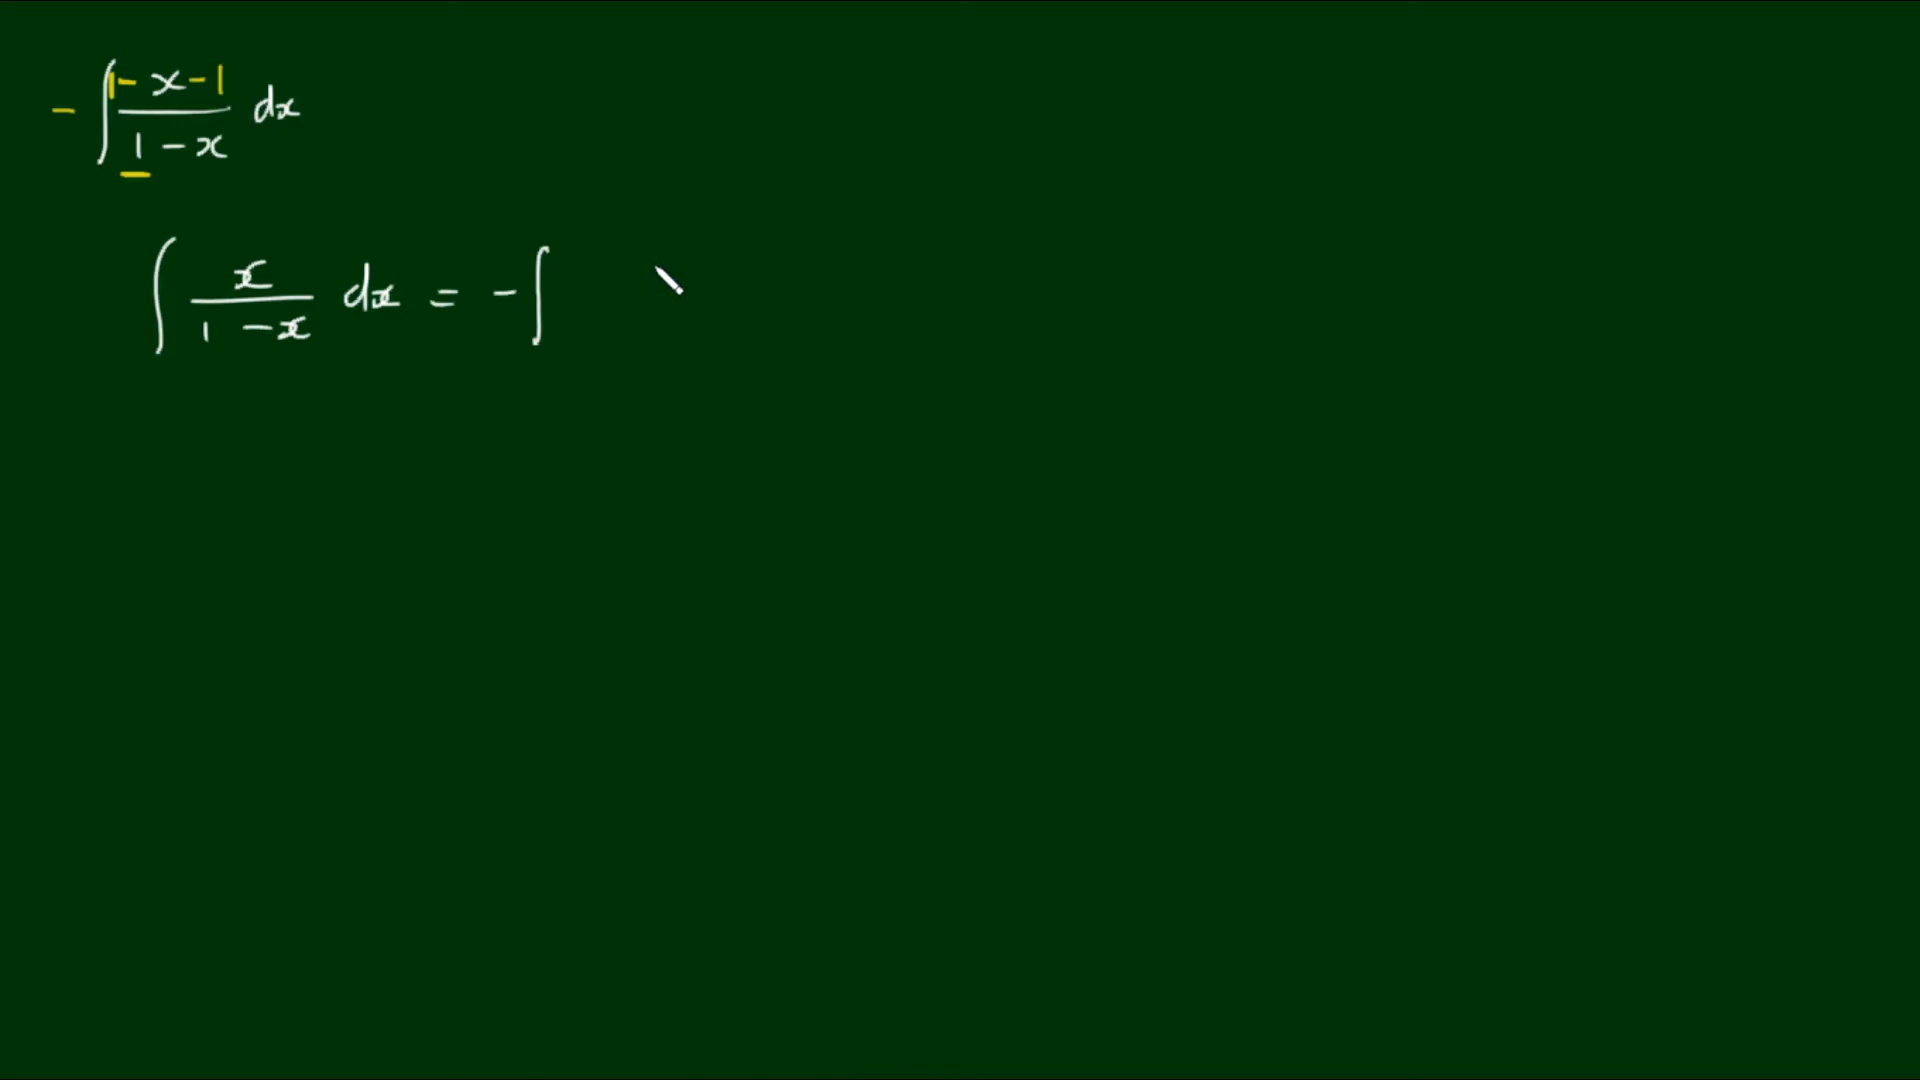 - ∫ (1 - x - 1)/(1 - x) dx
∫ x/(1 - x) dx = - ∫